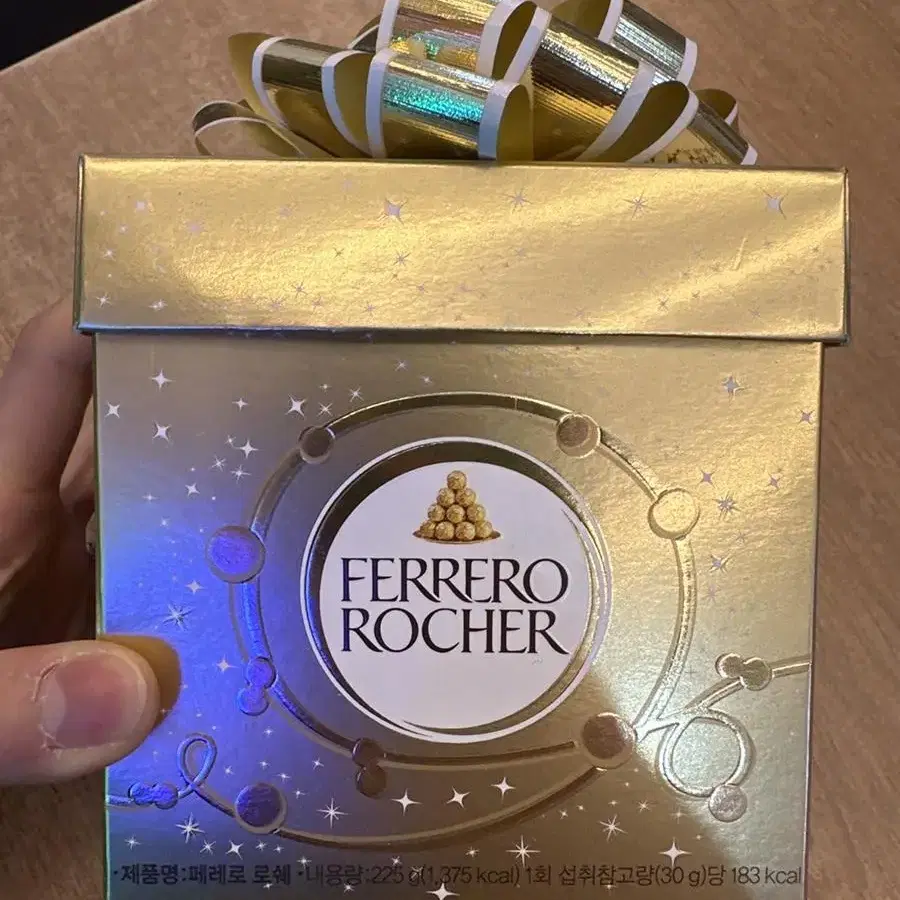 FERRERO
ROCHER
·제품명:페레로 로쉐 ·내용량:225 g(1,375 kcal) 1회 섭취참고량(30 g)당 183 kcal